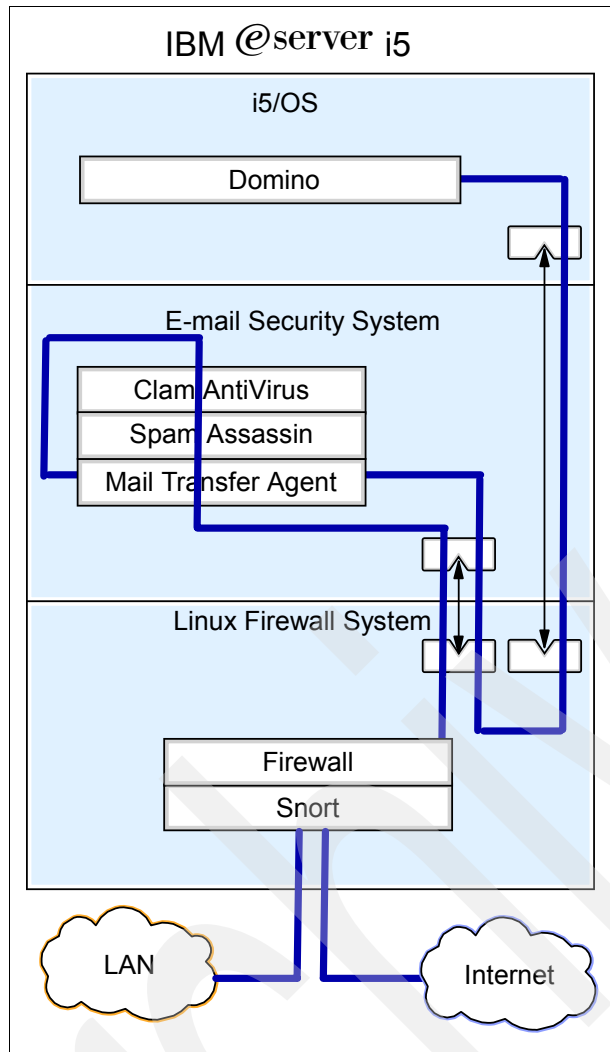 IBM @server i5
i5/OS
Domino
E-mail Security System
Clam AntiVirus
Spam Assassin
Mail Transfer Agent
Linux Firewall System
Firewall
Snort
LAN
Internet